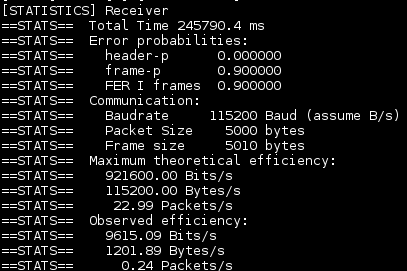 [STATISTICS] Receiver
==STATS== Total Time 245790.4 ms
==STATS== Error probabilities:
==STATS== header-p 0.000000
==STATS== frame-p 0.900000
==STATS== FER I frames 0.900000
==STATS== Communication:
==STATS== Baudrate 115200 Baud (assume B/s)
==STATS== Packet Size 5000 bytes
==STATS== Frame size 5010 bytes
==STATS== Maximum theoretical efficiency:
==STATS== 921600.00 Bits/s
==STATS== 115200.00 Bytes/s
==STATS== 22.99 Packets/s
==STATS== Observed efficiency:
==STATS== 9615.09 Bits/s
==STATS== 1201.89 Bytes/s
==STATS== 0.24 Packets/s